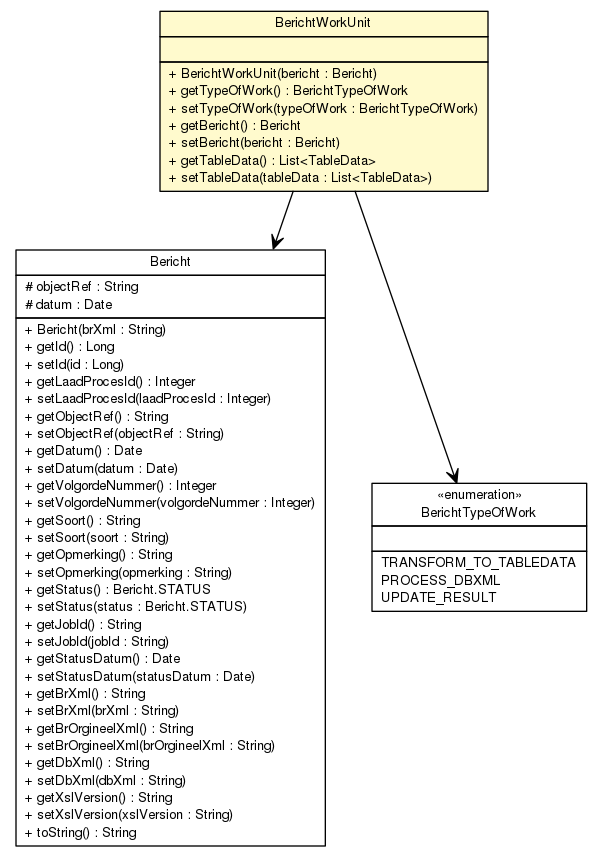 BerichtWorkUnit
+ BerichtWorkUnit(bericht : Bericht)
+ getTypeOfWork() : BerichtTypeOfWork
+ setTypeOfWork(typeOfWork : BerichtTypeOfWork)
+ getBericht() : Bericht
+ setBericht(bericht : Bericht)
+ getTableData() : List<TableData>
+ setTableData(tableData : List<TableData>)
Bericht
# objectRef : String
# datum : Date
+ Bericht(brXml : String)
+ getId() : Long
+ setId(id : Long)
+ getLaadProcesId() : Integer
+ setLaadProcesId(laadProcesId : Integer)
+ getObjectRef() : String
+ setObjectRef(objectRef : String)
+ getDatum() : Date
+ setDatum(datum : Date)
+ getVolgordeNummer() : Integer
+ setVolgordeNummer(volgordeNummer : Integer)
+ getSoort() : String
+ setSoort(soort : String)
+ getOpmerking() : String
+ setOpmerking(opmerking : String)
+ getStatus() : Bericht.STATUS
+ setStatus(status : Bericht.STATUS)
+ getJobId() : String
+ setJobId(jobId : String)
+ getStatusDatum() : Date
+ setStatusDatum(statusDatum : Date)
+ getBrXml() : String
+ setBrXml(brXml : String)
+ getBrOrgineelXml() : String
+ setBrOrgineelXml(brOrgineelXml : String)
+ getDbXml() : String
+ setDbXml(dbXml : String)
+ getXslVersion() : String
+ setXslVersion(xslVersion : String)
+ toString() : String
«enumeration»
BerichtTypeOfWork
TRANSFORM_TO_TABLEDATA
PROCESS_DBXML
UPDATE_RESULT